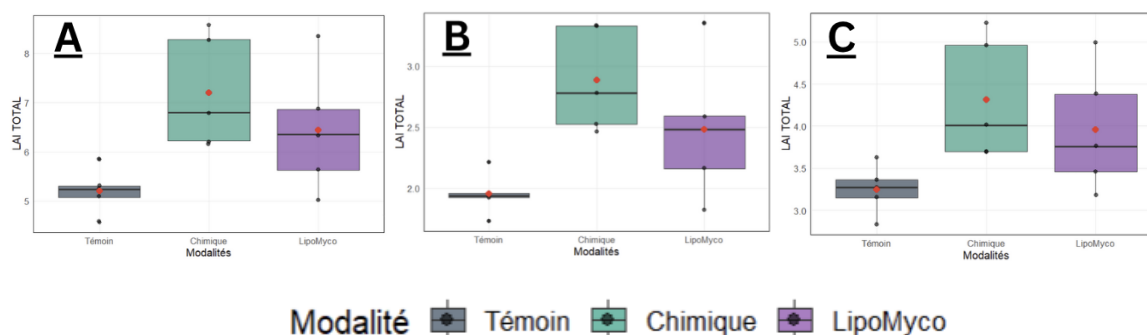 A
B
C
LAI TOTAL
8
7
6
5
Témoin
Chimique
LipoMyco
Modalités
LAI TOTAL
3.0
2.5
2.0
Témoin
Chimique
LipoMyco
Modalités
LAI TOTAL
5.0
4.5
4.0
3.5
3.0
Témoin
Chimique
LipoMyco
Modalités
Modalité Témoin Chimique LipoMyco